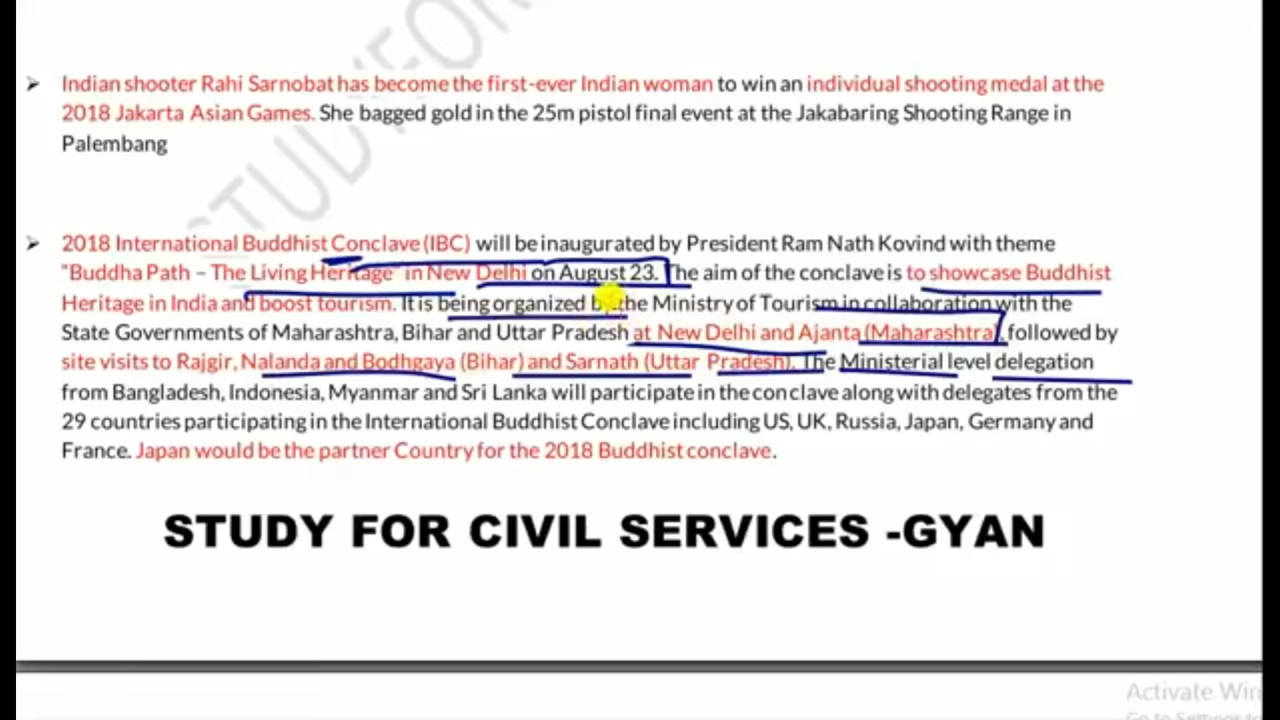 STUDYFOR
➢ Indian shooter Rahi Sarnobat has become the first-ever Indian woman to win an individual shooting medal at the
2018 Jakarta Asian Games. She bagged gold in the 25m pistol final event at the Jakabaring Shooting Range in
Palembang
➢ 2018 International Buddhist Conclave (IBC) will be inaugurated by President Ram Nath Kovind with theme
"Buddha Path – The Living Heritage" in New Delhi on August 23. The aim of the conclave is to showcase Buddhist
Heritage in India and boost tourism. It is being organized by the Ministry of Tourism in collaboration with the
State Governments of Maharashtra, Bihar and Uttar Pradesh at New Delhi and Ajanta (Maharashtra), followed by
site visits to Rajgir, Nalanda and Bodhgaya (Bihar) and Sarnath (Uttar Pradesh). The Ministerial level delegation
from Bangladesh, Indonesia, Myanmar and Sri Lanka will participate in the conclave along with delegates from the
29 countries participating in the International Buddhist Conclave including US, UK, Russia, Japan, Germany and
France. Japan would be the partner Country for the 2018 Buddhist conclave.
STUDY FOR CIVIL SERVICES -GYAN
Activate Win